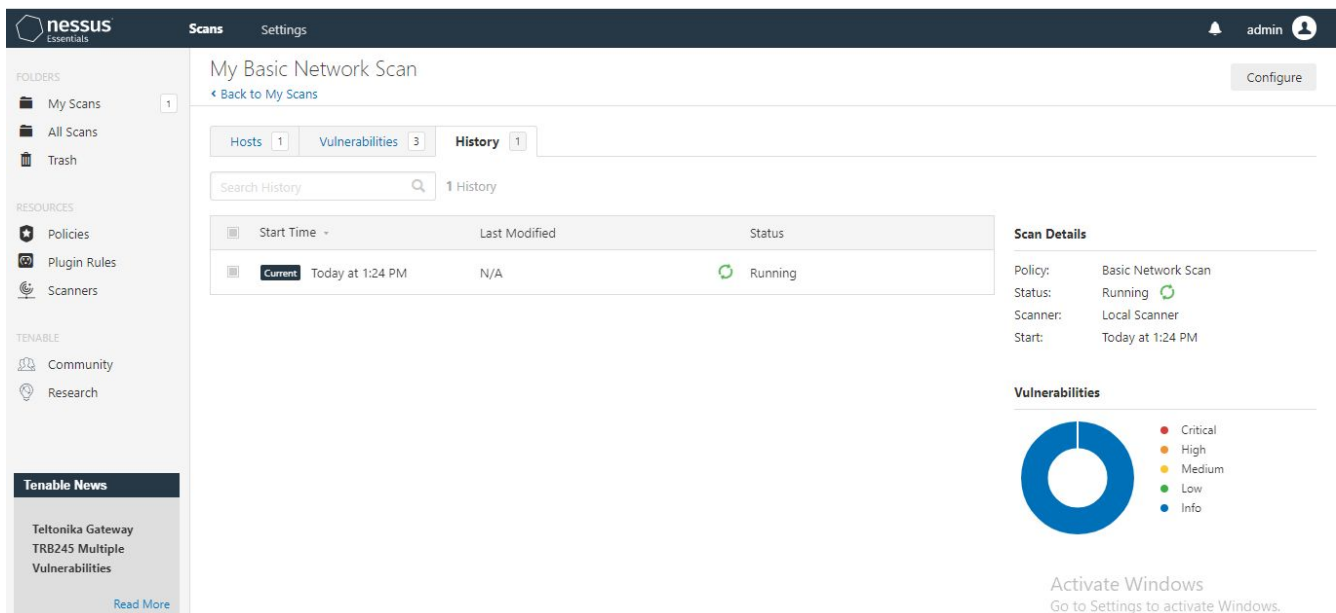 nessus
Essentials
Scans
Settings
admin
FOLDERS
My Scans 1
All Scans
Trash
RESOURCES
Policies
Plugin Rules
Scanners
TENABLE
Community
Research
Tenable News
Teltonika Gateway
TRB245 Multiple
Vulnerabilities
Read More
My Basic Network Scan
Back to My Scans
Configure
Hosts 1
Vulnerabilities 3
History 1
Search History
1 History
Start Time Last Modified Status
Current Today at 1:24 PM N/A Running
Scan Details
Policy: Basic Network Scan
Status: Running
Scanner: Local Scanner
Start: Today at 1:24 PM
Vulnerabilities
Critical
High
Medium
Low
Info
Activate Windows
Go to Settings to activate Windows.